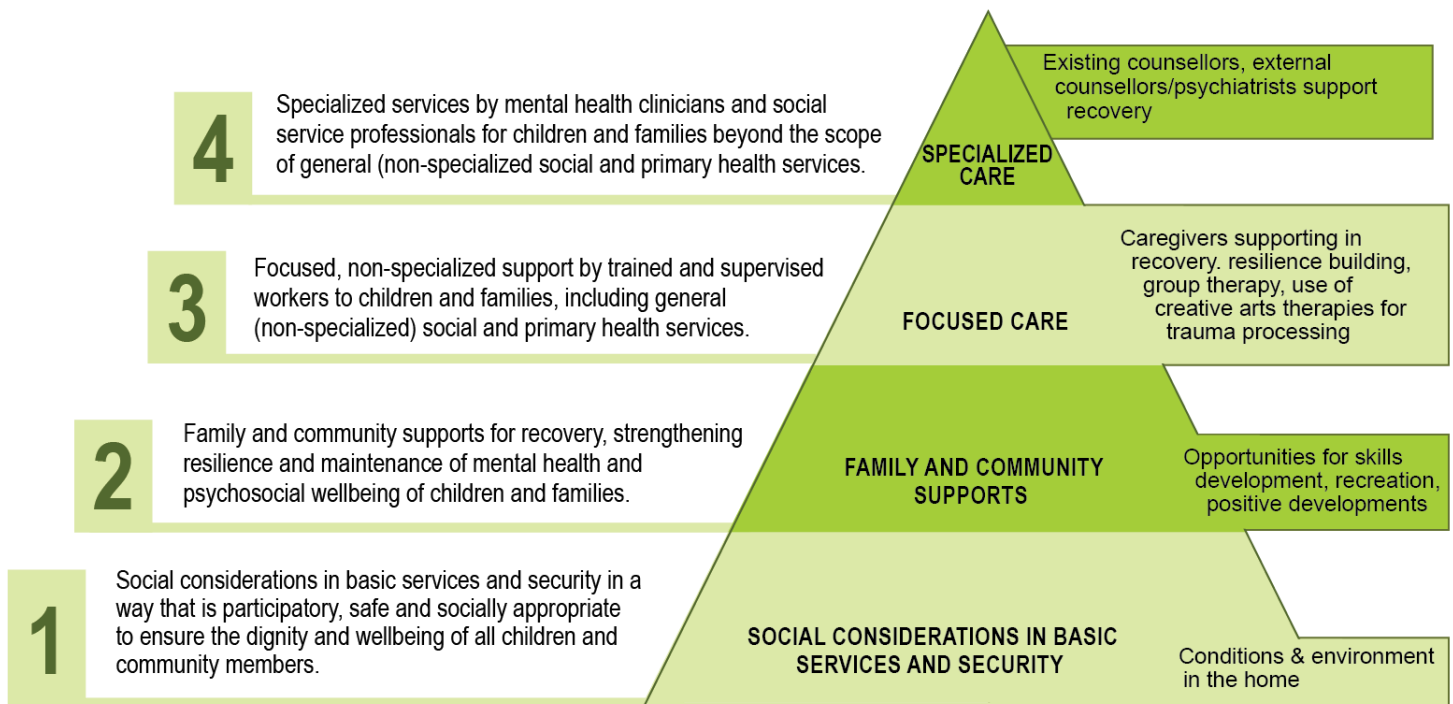 4
Specialized services by mental health clinicians and social
service professionals for children and families beyond the scope
of general (non-specialized social and primary health services.
SPECIALIZED
CARE
Existing counsellors, external
counsellors/psychiatrists support
recovery
3
Focused, non-specialized support by trained and supervised
workers to children and families, including general
(non-specialized) social and primary health services.
FOCUSED CARE
Caregivers supporting in
recovery. resilience building,
group therapy, use of
creative arts therapies for
trauma processing
2
Family and community supports for recovery, strengthening
resilience and maintenance of mental health and
psychosocial wellbeing of children and families.
FAMILY AND COMMUNITY
SUPPORTS
Opportunities for skills
development, recreation,
positive developments
1
Social considerations in basic services and security in a
way that is participatory, safe and socially appropriate
to ensure the dignity and wellbeing of all children and
community members.
SOCIAL CONSIDERATIONS IN BASIC
SERVICES AND SECURITY
Conditions & environment
in the home